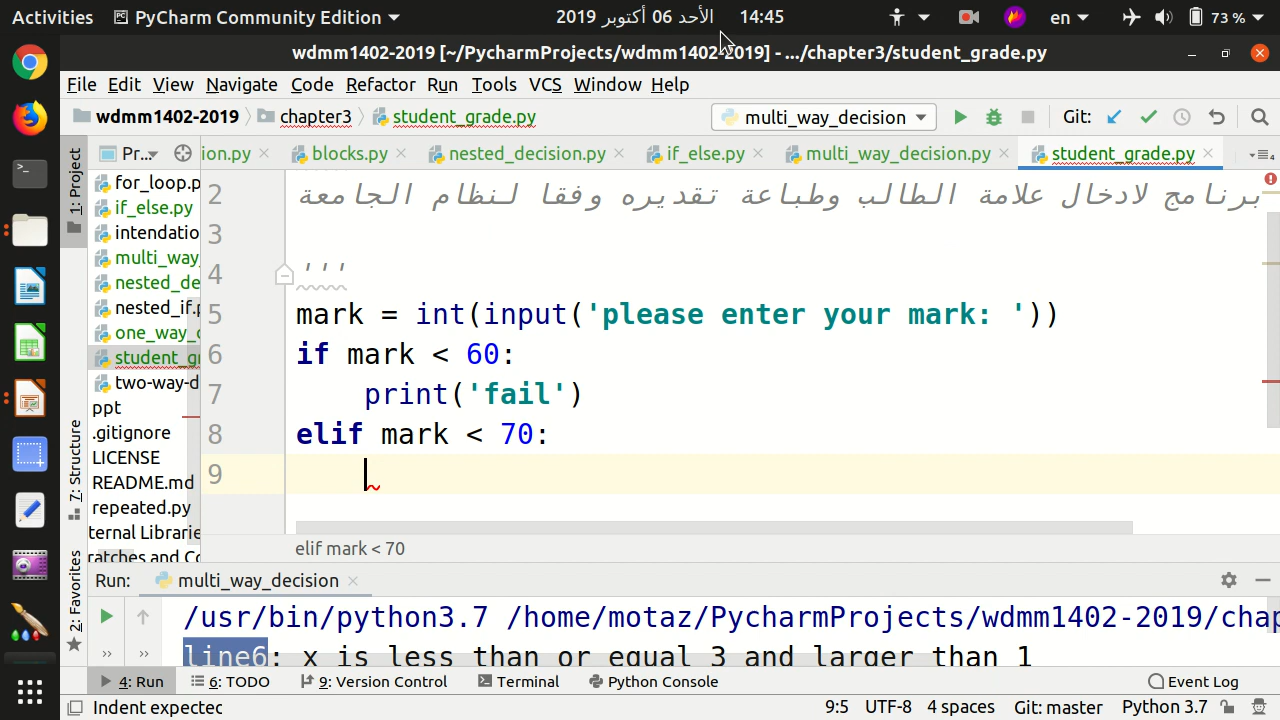 Activities PyCharm Community Edition الأحد 06 أكتوبر 2019 14:45 en 73 %
wdmm1402-2019 [~/PycharmProjects/wdmm1402-2019] - .../chapter3/student_grade.py
File Edit View Navigate Code Refactor Run Tools VCS Window Help
wdmm1402-2019 chapter3 student_grade.py multi_way_decision Git:
1: Project Pr... ion.py blocks.py nested_decision.py if_else.py multi_way_decision.py student_grade.py
for_loop.p
if_else.py
intendatio
multi_way_
nested_de
nested_if.p
one_way_
student_gr
two-way-d
ppt
.gitignore
LICENSE
README.md
repeated.py
ternal Librarie
ratches and Co
7: Structure
2: Favorites
2 برنامج لادخال علامة الطالب وطباعة تقديره وفقا لنظام الجامعة
3
4 '''
5 mark = int(input('please enter your mark: '))
6 if mark < 60:
7 print('fail')
8 elif mark < 70:
9
elif mark < 70
Run: multi_way_decision
/usr/bin/python3.7 /home/motaz/PycharmProjects/wdmm1402-2019/chap
line6: x is less than or equal 3 and larger than 1
4: Run 6: TODO 9: Version Control Terminal Python Console Event Log
Indent expected 9:5 UTF-8 4 spaces Git: master Python 3.7